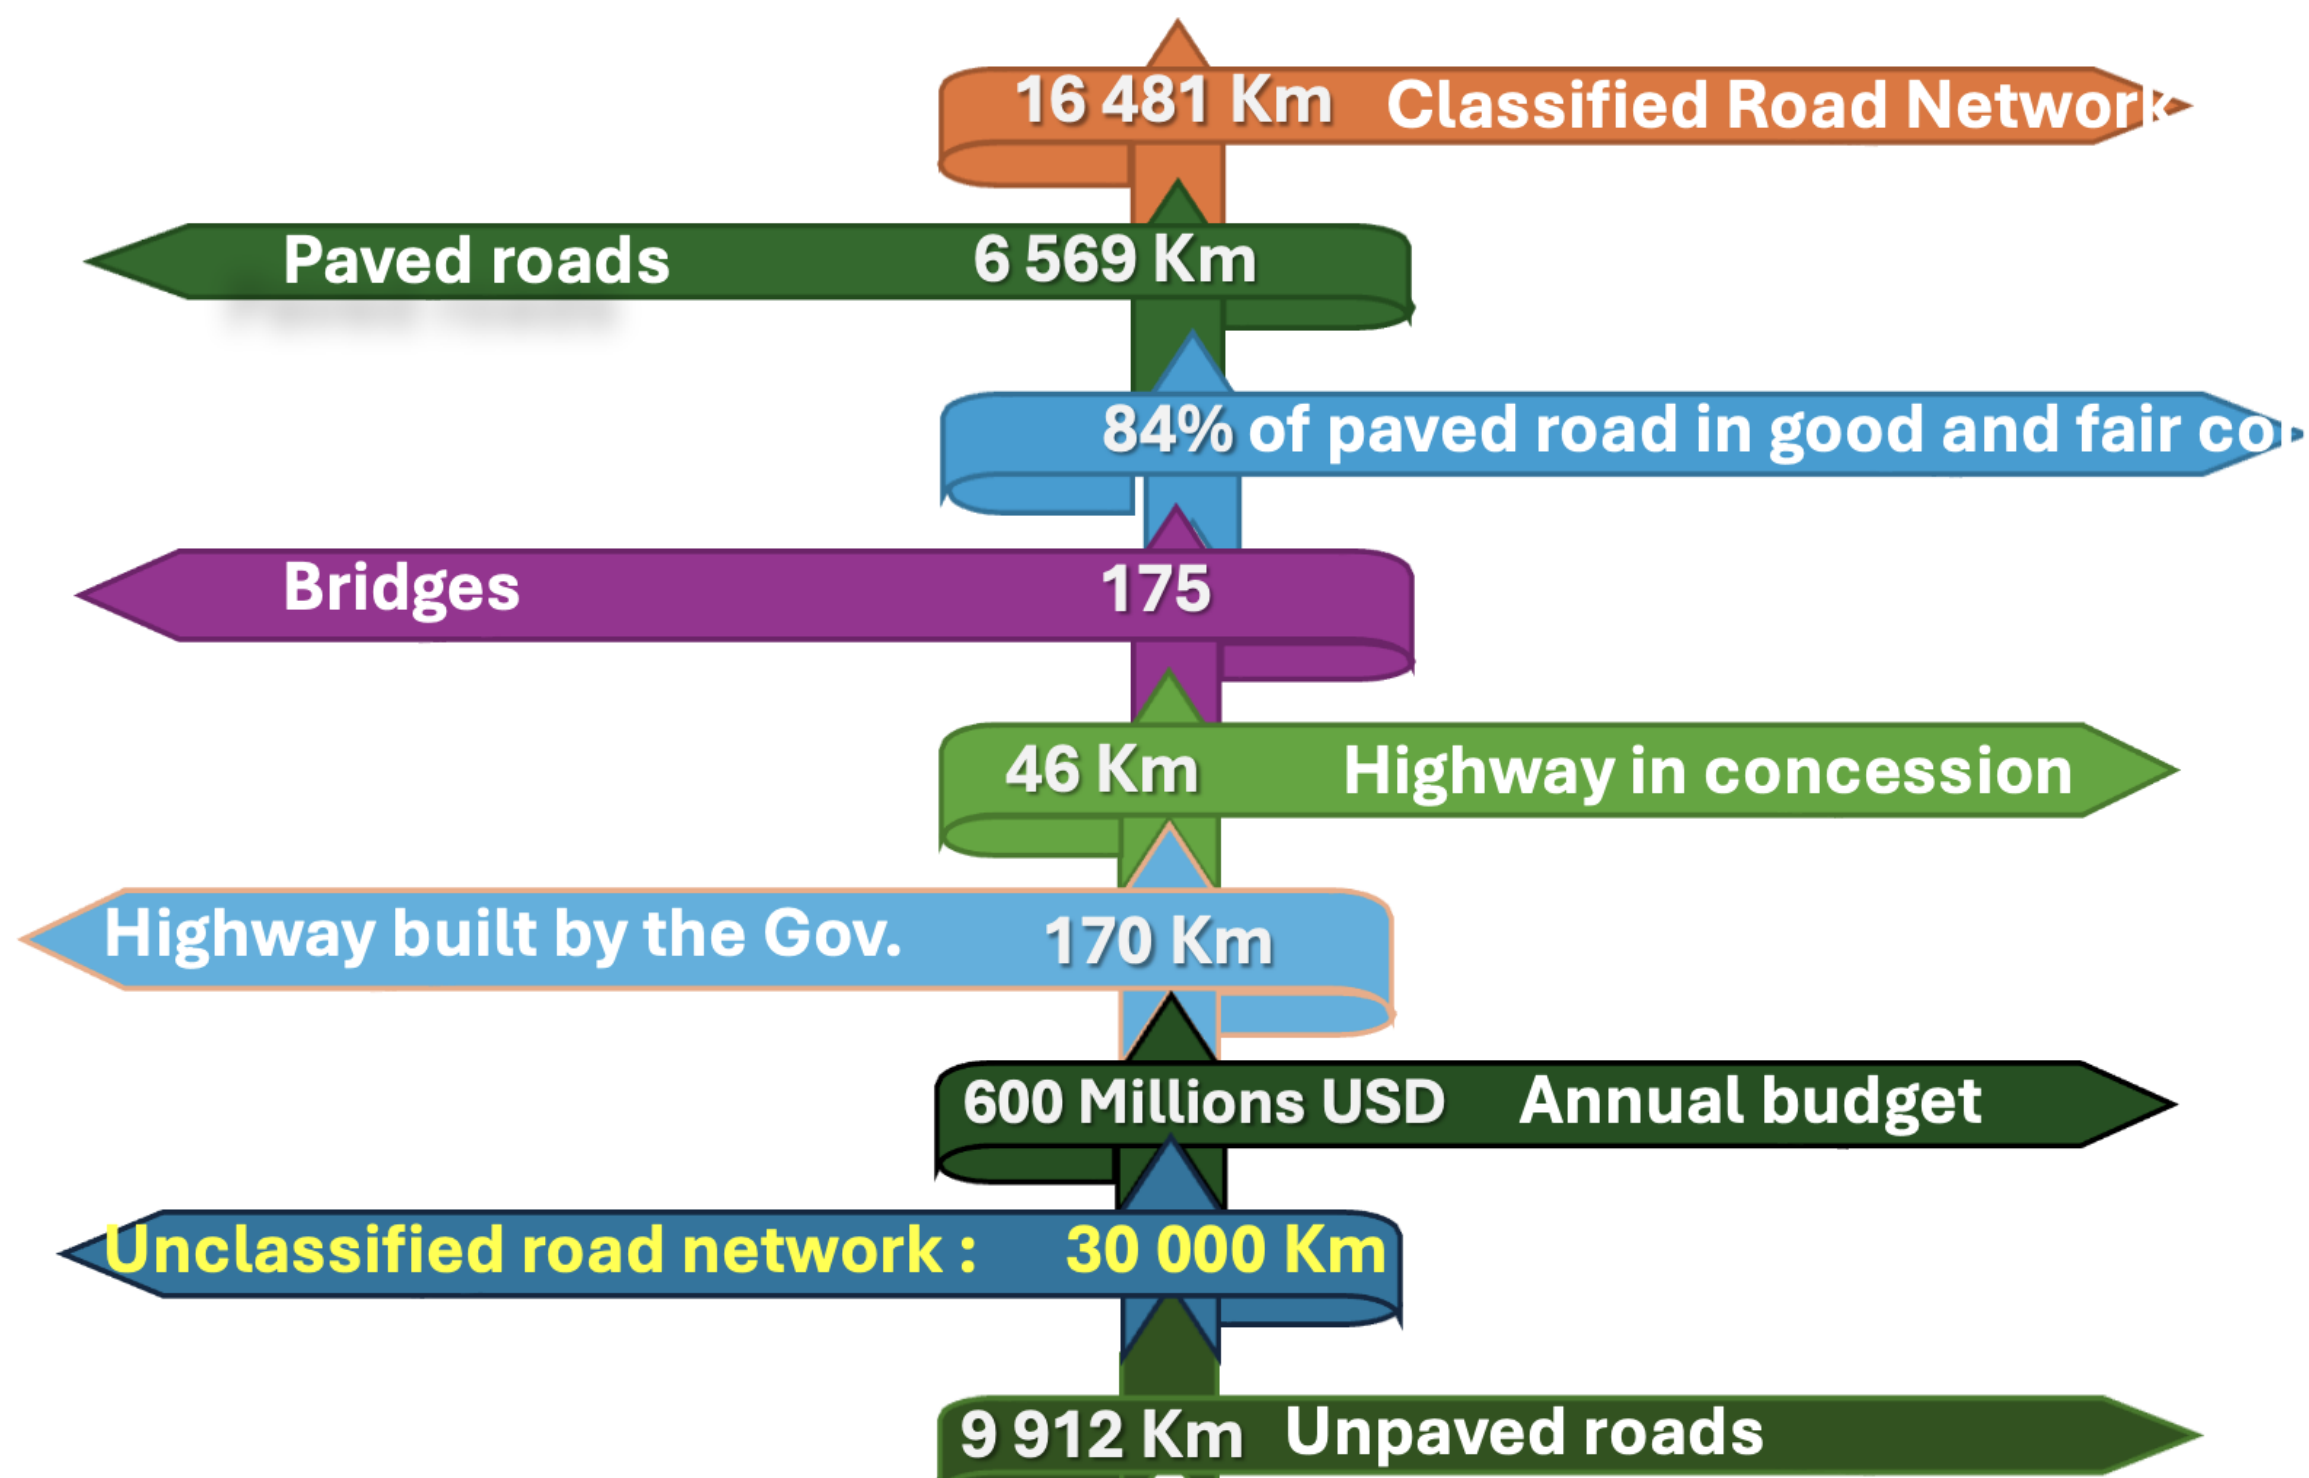 16 481 Km Classified Road Network
Paved roads 6 569 Km
84% of paved road in good and fair co
Bridges 175
46 Km Highway in concession
Highway built by the Gov. 170 Km
600 Millions USD Annual budget
Unclassified road network : 30 000 Km
9 912 Km Unpaved roads